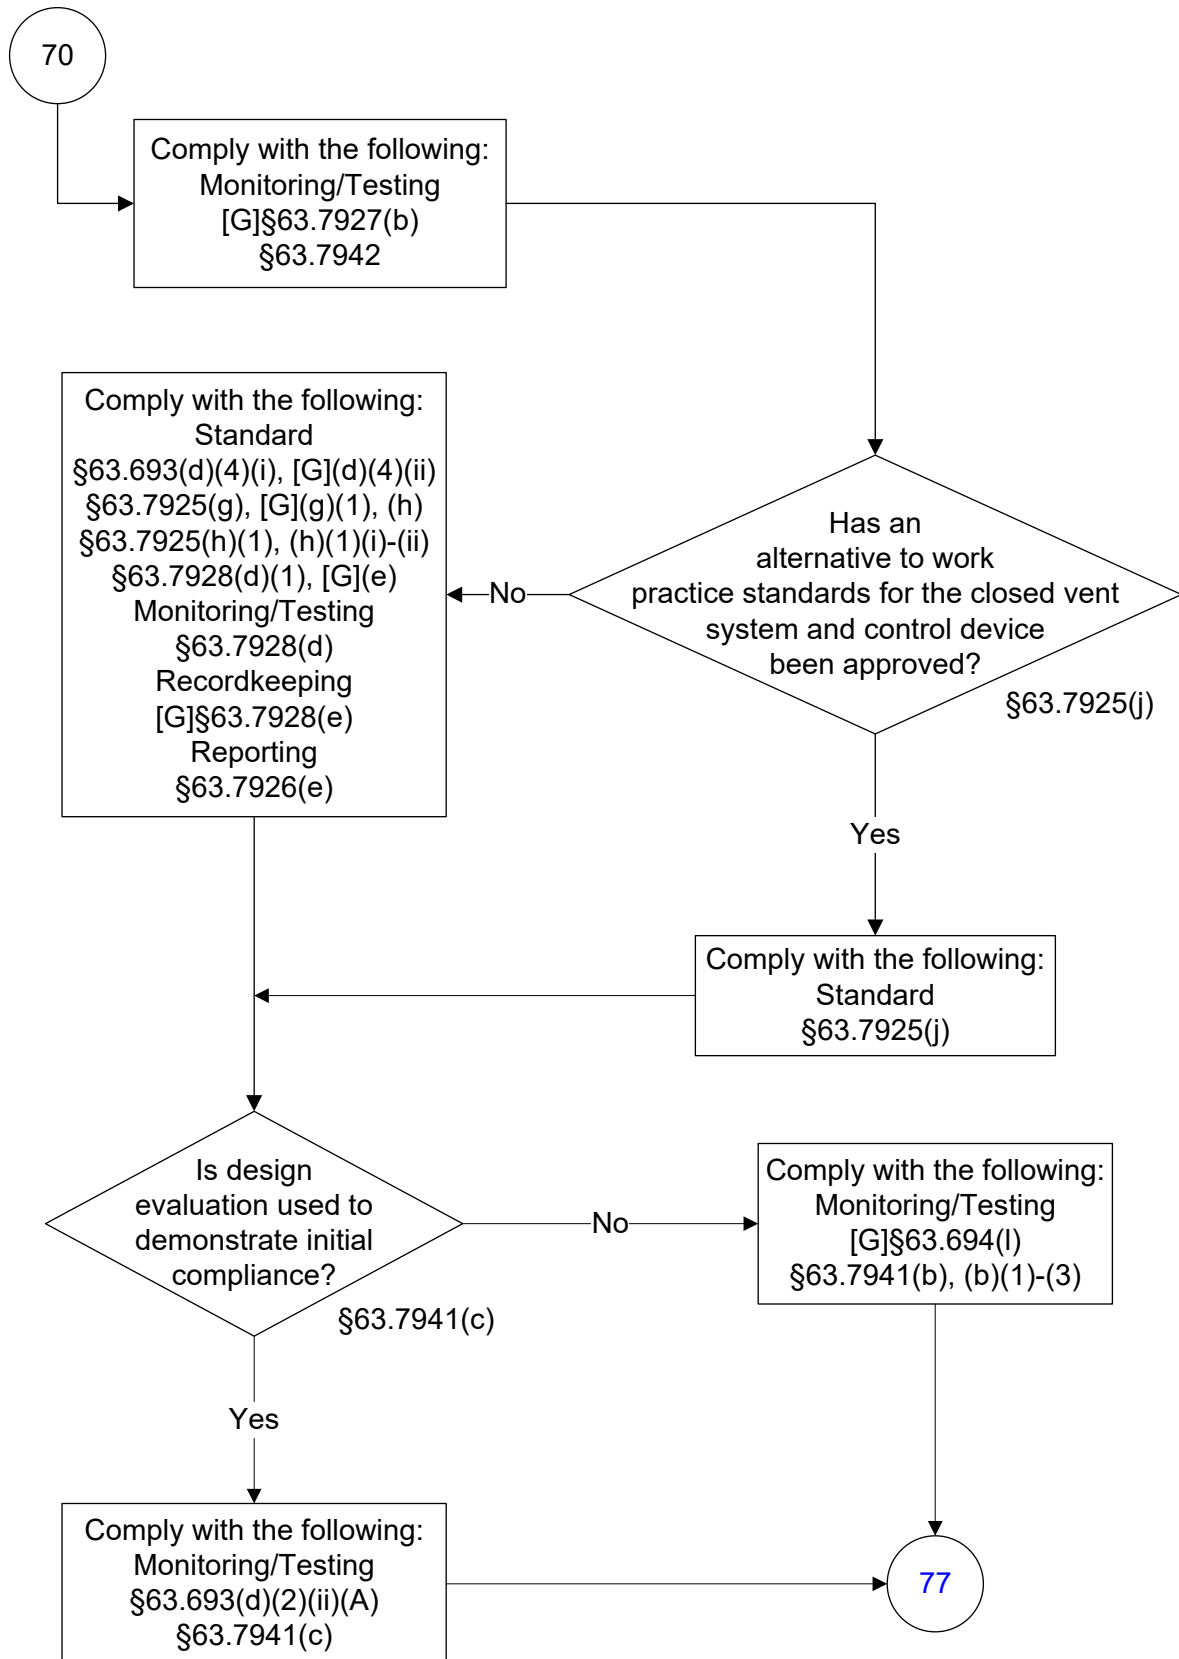 70
Comply with the following:
Monitoring/Testing
[G]§63.7927(b)
§63.7942
Has an
alternative to work
practice standards for the closed vent
system and control device
been approved?
§63.7925(j)
No
Comply with the following:
Standard
§63.693(d)(4)(i), [G](d)(4)(ii)
§63.7925(g), [G](g)(1), (h)
§63.7925(h)(1), (h)(1)(i)-(ii)
§63.7928(d)(1), [G](e)
Monitoring/Testing
§63.7928(d)
Recordkeeping
[G]§63.7928(e)
Reporting
§63.7926(e)
Yes
Comply with the following:
Standard
§63.7925(j)
Is design
evaluation used to
demonstrate initial
compliance?
§63.7941(c)
No
Comply with the following:
Monitoring/Testing
[G]§63.694(l)
§63.7941(b), (b)(1)-(3)
Yes
Comply with the following:
Monitoring/Testing
§63.693(d)(2)(ii)(A)
§63.7941(c)
77